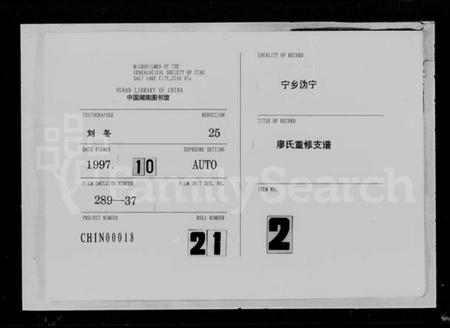 MICROFILMED BY THE
GENEALOGICAL SOCIETY OF UTAH
SALT LAKE CITY, UTAH
HUNAN LIBRARY OF CHINA
中国湖南图书馆
PHOTOGRAPHER REDUCTION
刘冬 25
DATE FILMED EXPOSURE SETTING
1997. 10 AUTO
FILM EMULSION NUMBER FILM UNIT SER. NO.
289—37
PROJECT NUMBER ROLL NUMBER
CHIN00018 21
LOCALITY OF RECORD
宁乡沩宁
TITLE OF RECORD
廖氏重修支谱
ITEM NO.
2
FamilySearch